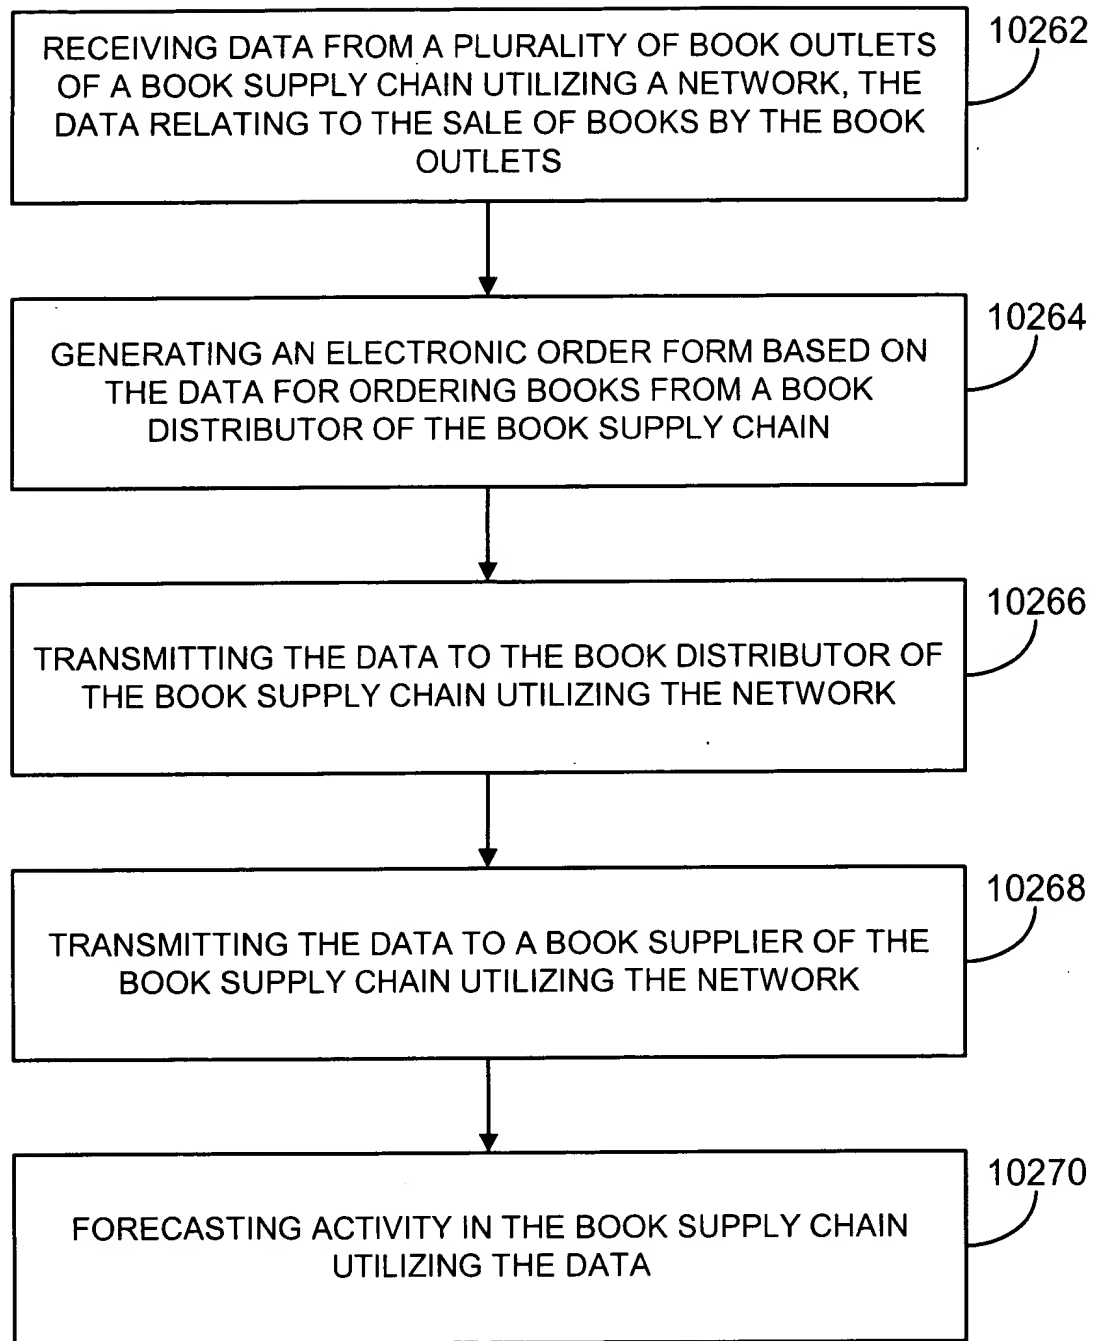 RECEIVING DATA FROM A PLURALITY OF BOOK OUTLETS
OF A BOOK SUPPLY CHAIN UTILIZING A NETWORK, THE
DATA RELATING TO THE SALE OF BOOKS BY THE BOOK
OUTLETS
10262
GENERATING AN ELECTRONIC ORDER FORM BASED ON
THE DATA FOR ORDERING BOOKS FROM A BOOK
DISTRIBUTOR OF THE BOOK SUPPLY CHAIN
10264
TRANSMITTING THE DATA TO THE BOOK DISTRIBUTOR OF
THE BOOK SUPPLY CHAIN UTILIZING THE NETWORK
10266
TRANSMITTING THE DATA TO A BOOK SUPPLIER OF THE
BOOK SUPPLY CHAIN UTILIZING THE NETWORK
10268
FORECASTING ACTIVITY IN THE BOOK SUPPLY CHAIN
UTILIZING THE DATA
10270